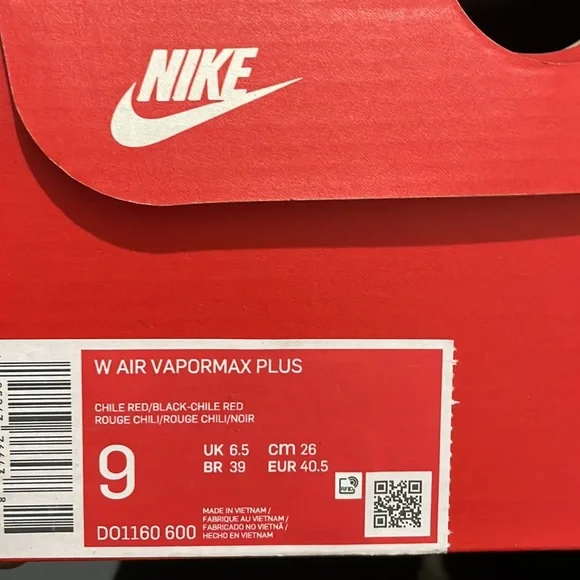 NIKE
W AIR VAPORMAX PLUS
CHILE RED/BLACK-CHILE RED
ROUGE CHILI/ROUGE CHILI/NOIR
9
UK 6.5 cm 26
BR 39 EUR 40.5
RFID
MADE IN VIETNAM /
FABRIQUE AU VIETNAM /
FABRICADO NO VIETNÃ /
HECHO EN VIETNAM
DO1160 600